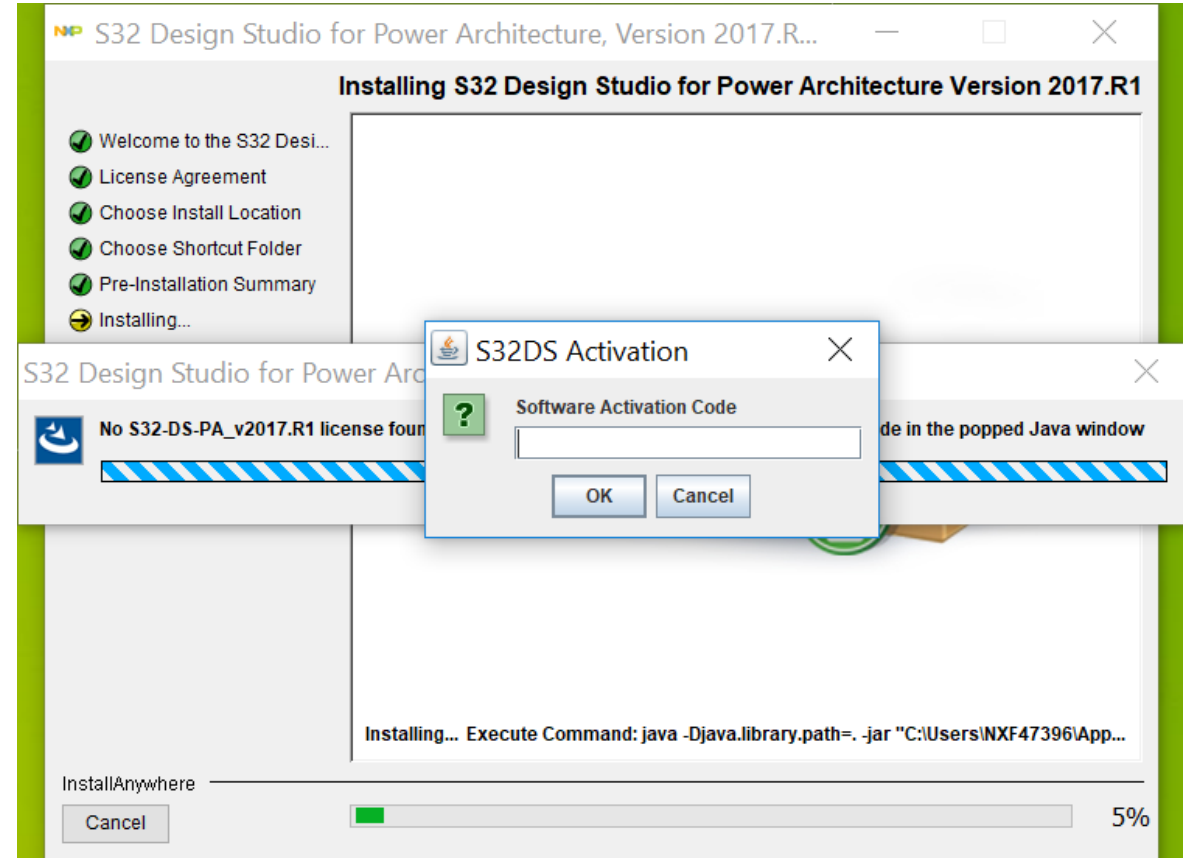 NXP S32 Design Studio for Power Architecture, Version 2017.R...
Installing S32 Design Studio for Power Architecture Version 2017.R1
Welcome to the S32 Desi...
License Agreement
Choose Install Location
Choose Shortcut Folder
Pre-Installation Summary
Installing...
S32 Design Studio for Power Arc
No S32-DS-PA_v2017.R1 license foun
de in the popped Java window
S32DS Activation
?
Software Activation Code
OK Cancel
Installing... Execute Command: java -Djava.library.path=. -jar "C:\Users\NXF47396\App...
InstallAnywhere
Cancel
5%